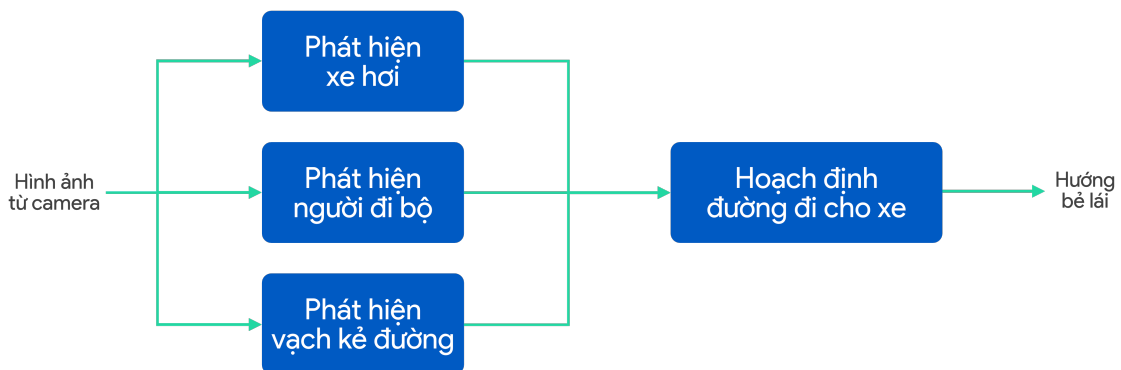 Hình ảnh
từ camera
Phát hiện
xe hơi
Phát hiện
người đi bộ
Phát hiện
vạch kẻ đường
Hoạch định
đường đi cho xe
Hướng
bẻ lái